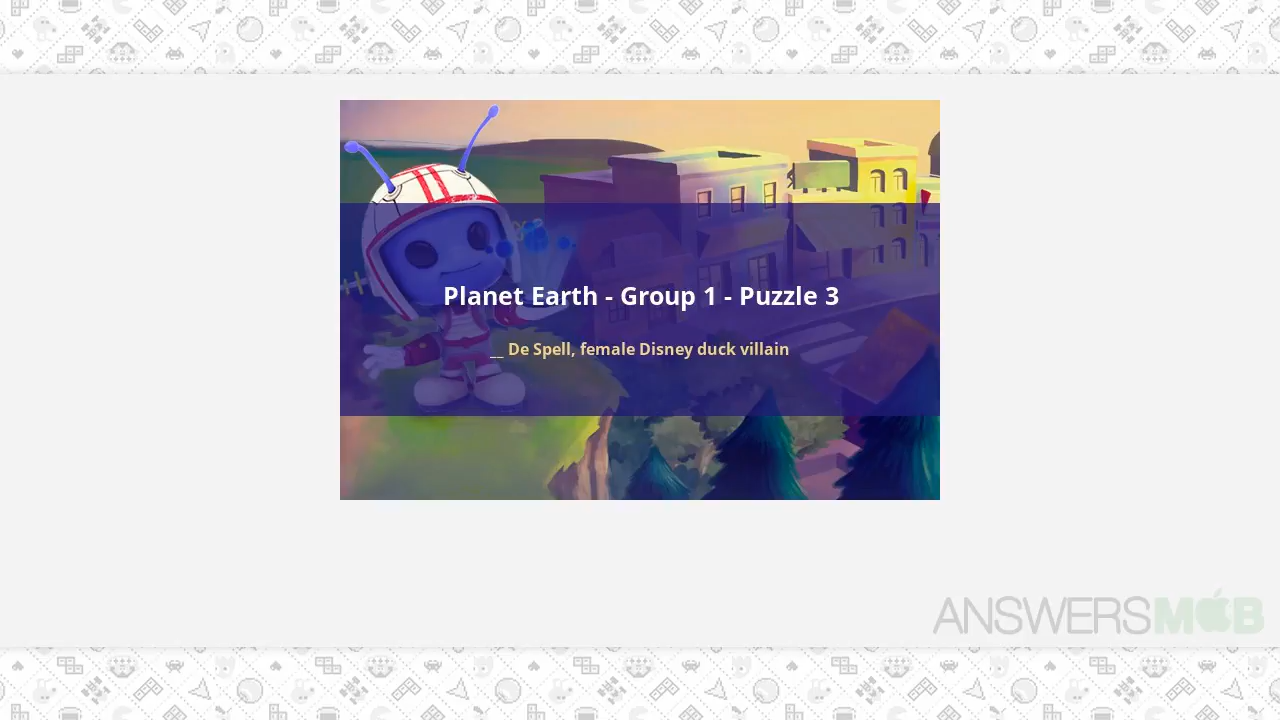 Planet Earth - Group 1 - Puzzle 3
__ De Spell, female Disney duck villain
ANSWERSMOB